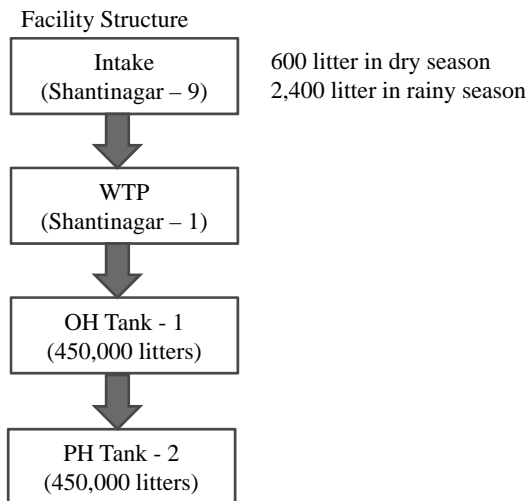 Facility Structure
Intake
(Shantinagar – 9)
600 litter in dry season
2,400 litter in rainy season
WTP
(Shantinagar – 1)
OH Tank - 1
(450,000 litters)
PH Tank - 2
(450,000 litters)